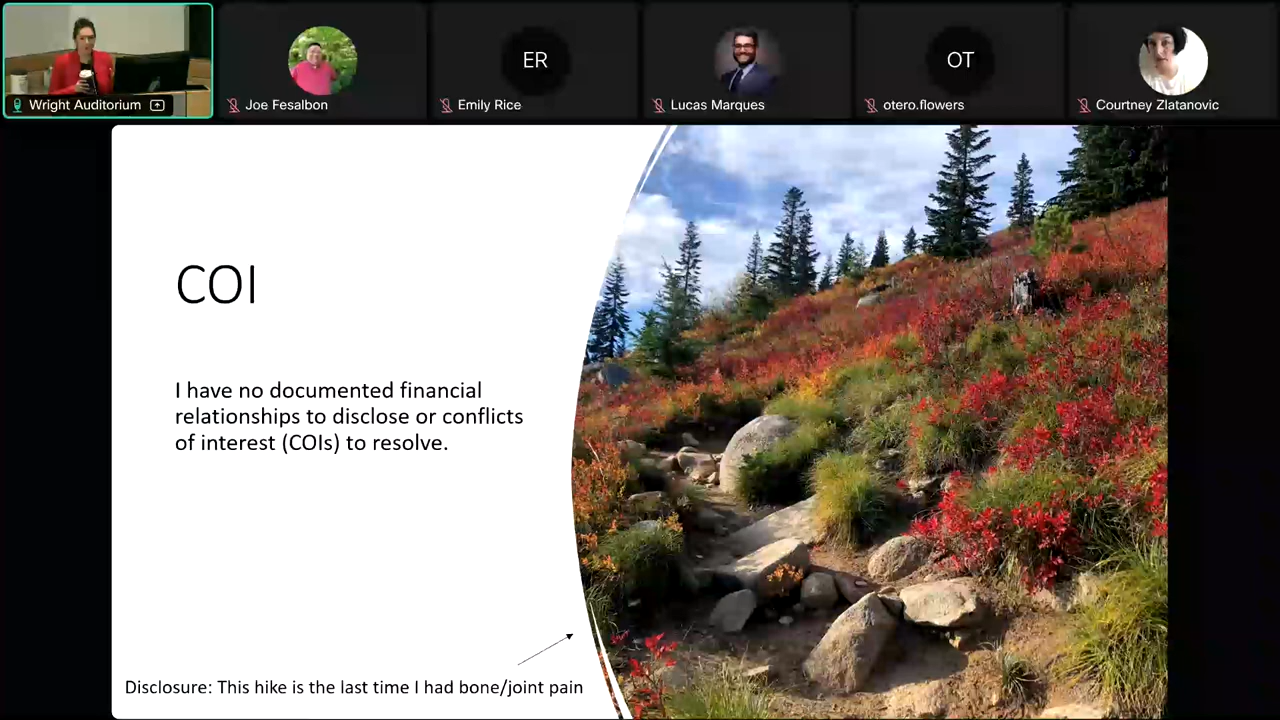 Wright Auditorium
Joe Fesalbon
ER
Emily Rice
Lucas Marques
OT
otero.flowers
Courtney Zlatanovic
COI
I have no documented financial
relationships to disclose or conflicts
of interest (COIs) to resolve.
Disclosure: This hike is the last time I had bone/joint pain